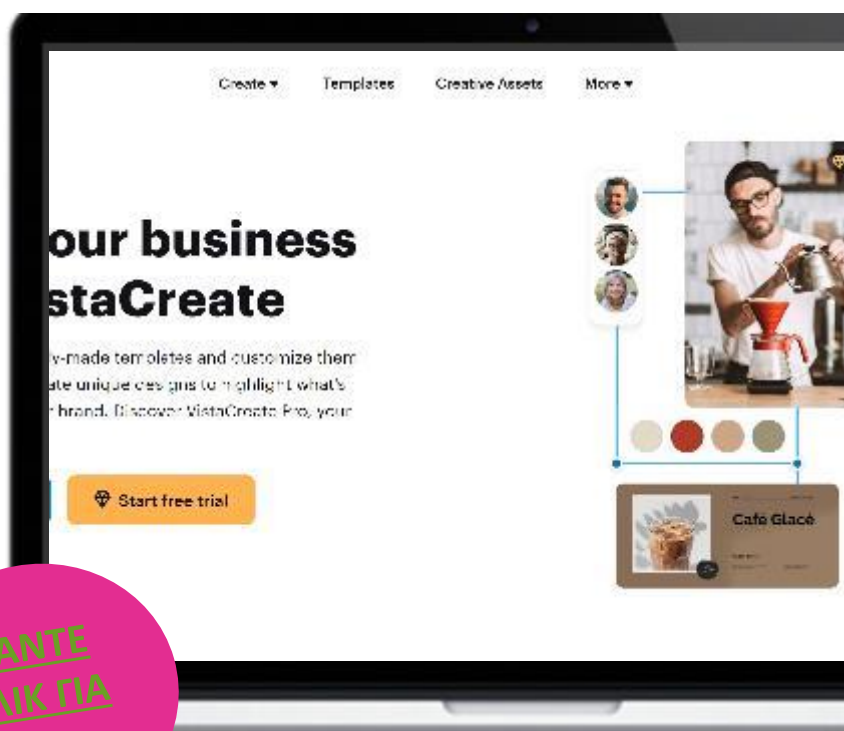 Create ▾ Templates Creative Assets More ▾
our business
staCreate
y-made templates and customize them
ate unique designs to highlight what's
r brand. Discover VistaCreate Pro, your
Start free trial
Café Glacé
ΑΝΤΕ
ΛΙΚ ΓΙΑ